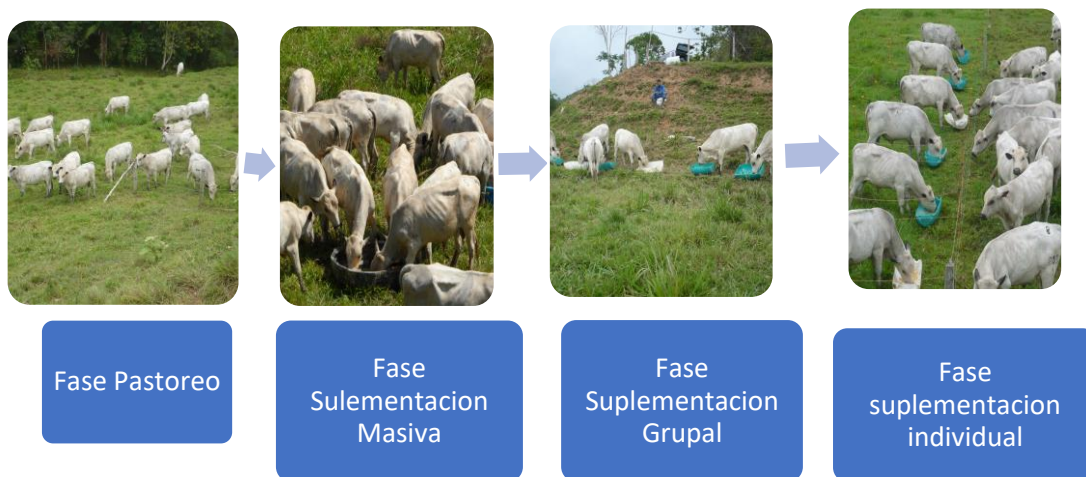 Fase Pastoreo
Fase
Sulementacion
Masiva
Fase
Suplementacion
Grupal
Fase
suplementacion
individual